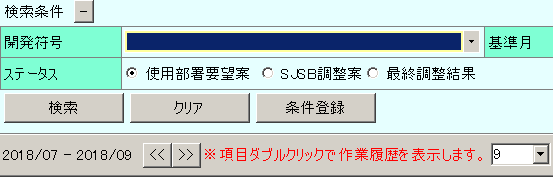 検索条件 −
開発符号 基準月
ステータス 使用部署要望案 SJSB調整案 最終調整結果
検索 クリア 条件登録
2018/07 - 2018/09 << >> ※項目ダブルクリックで作業履歴を表示します。 9